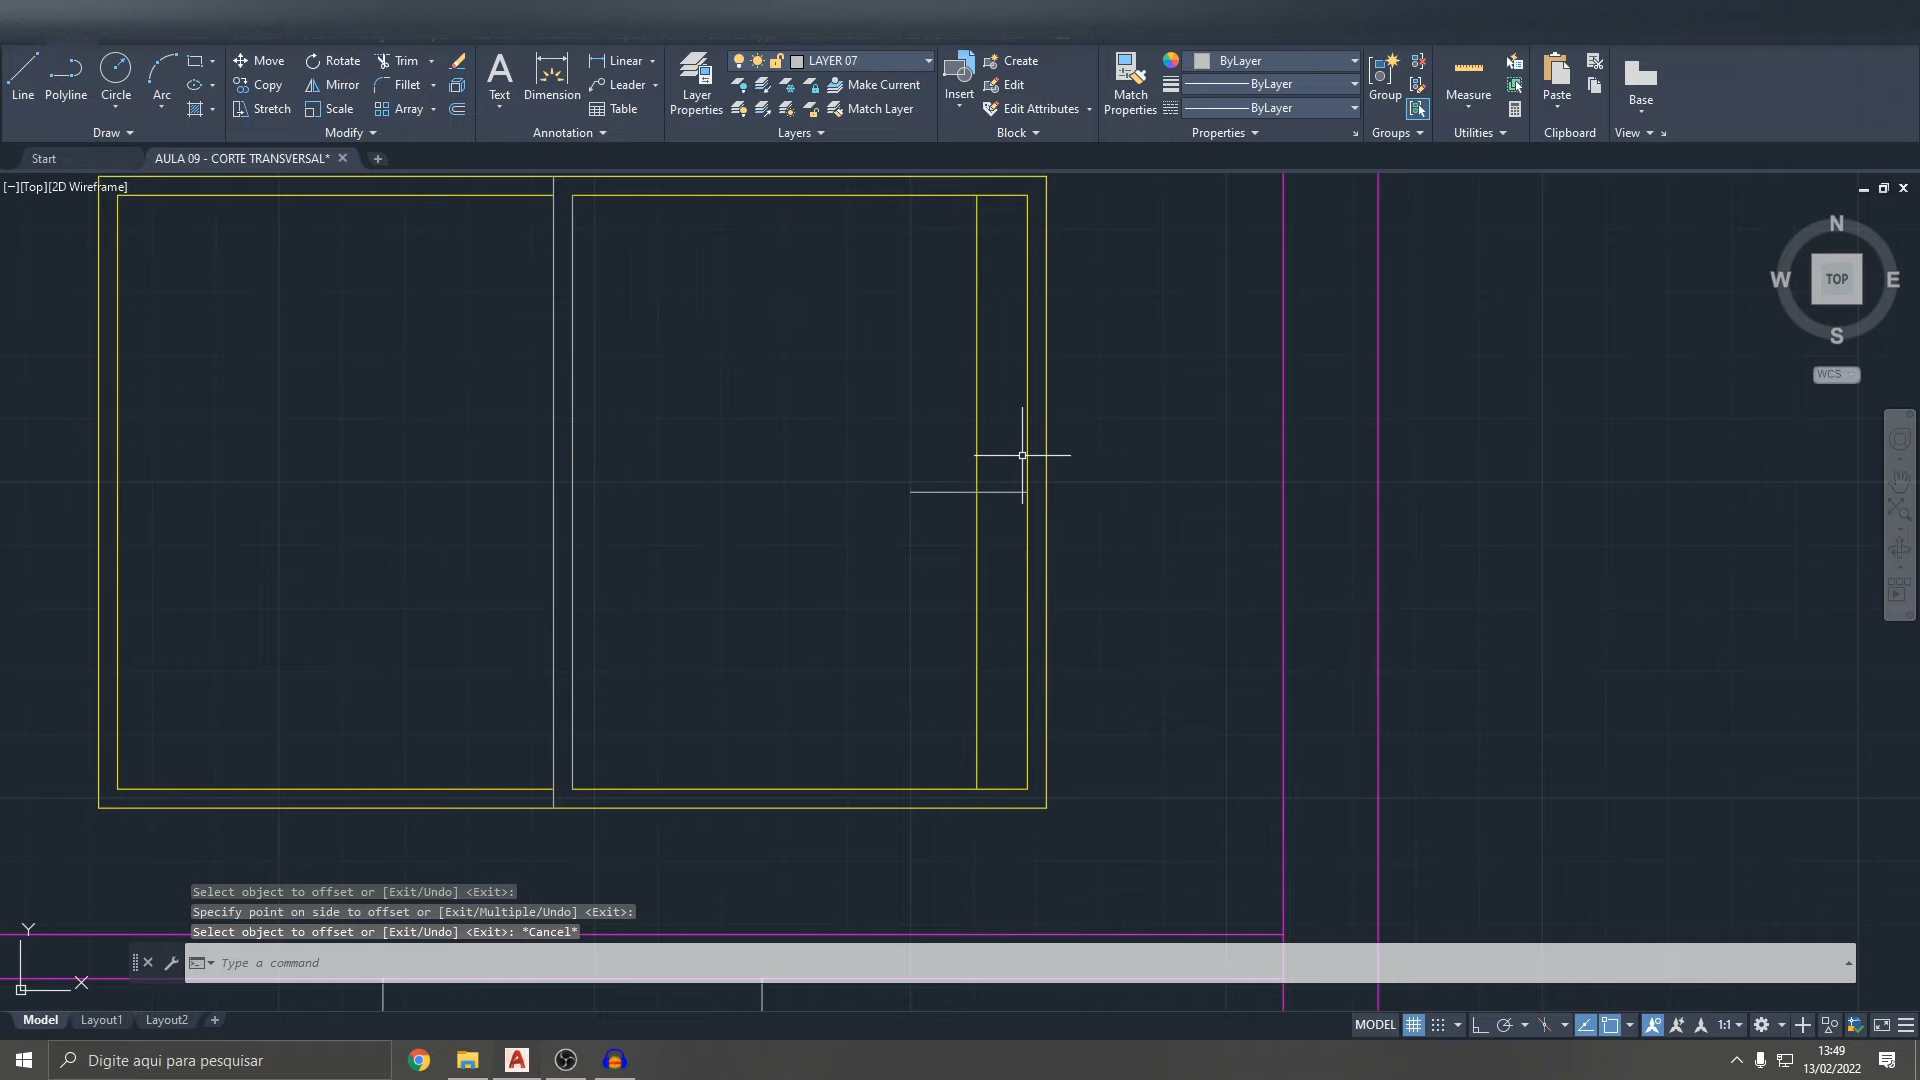 Line
Polyline
Circle
Arc
Move
Copy
Stretch
Rotate
Mirror
Scale
Trim
Fillet
Array
Text
Dimension
Linear
Leader
Table
Layer
Properties
LAYER 07
Make Current
Match Layer
Insert
Create
Edit
Edit Attributes
Match
Properties
ByLayer
ByLayer
ByLayer
Group
Measure
Paste
Base
Draw
Modify
Annotation
Layers
Block
Properties
Groups
Utilities
Clipboard
View
Start
AULA 09 - CORTE TRANSVERSAL*
[−][Top][2D Wireframe]
N
W
TOP
E
S
WCS
Select object to offset or [Exit/Undo] <Exit>:
Specify point on side to offset or [Exit/Multiple/Undo] <Exit>:
Select object to offset or [Exit/Undo] <Exit>: *Cancel*
Y
X
Type a command
Model
Layout1
Layout2
MODEL
1:1
Digite aqui para pesquisar
13:49
13/02/2022